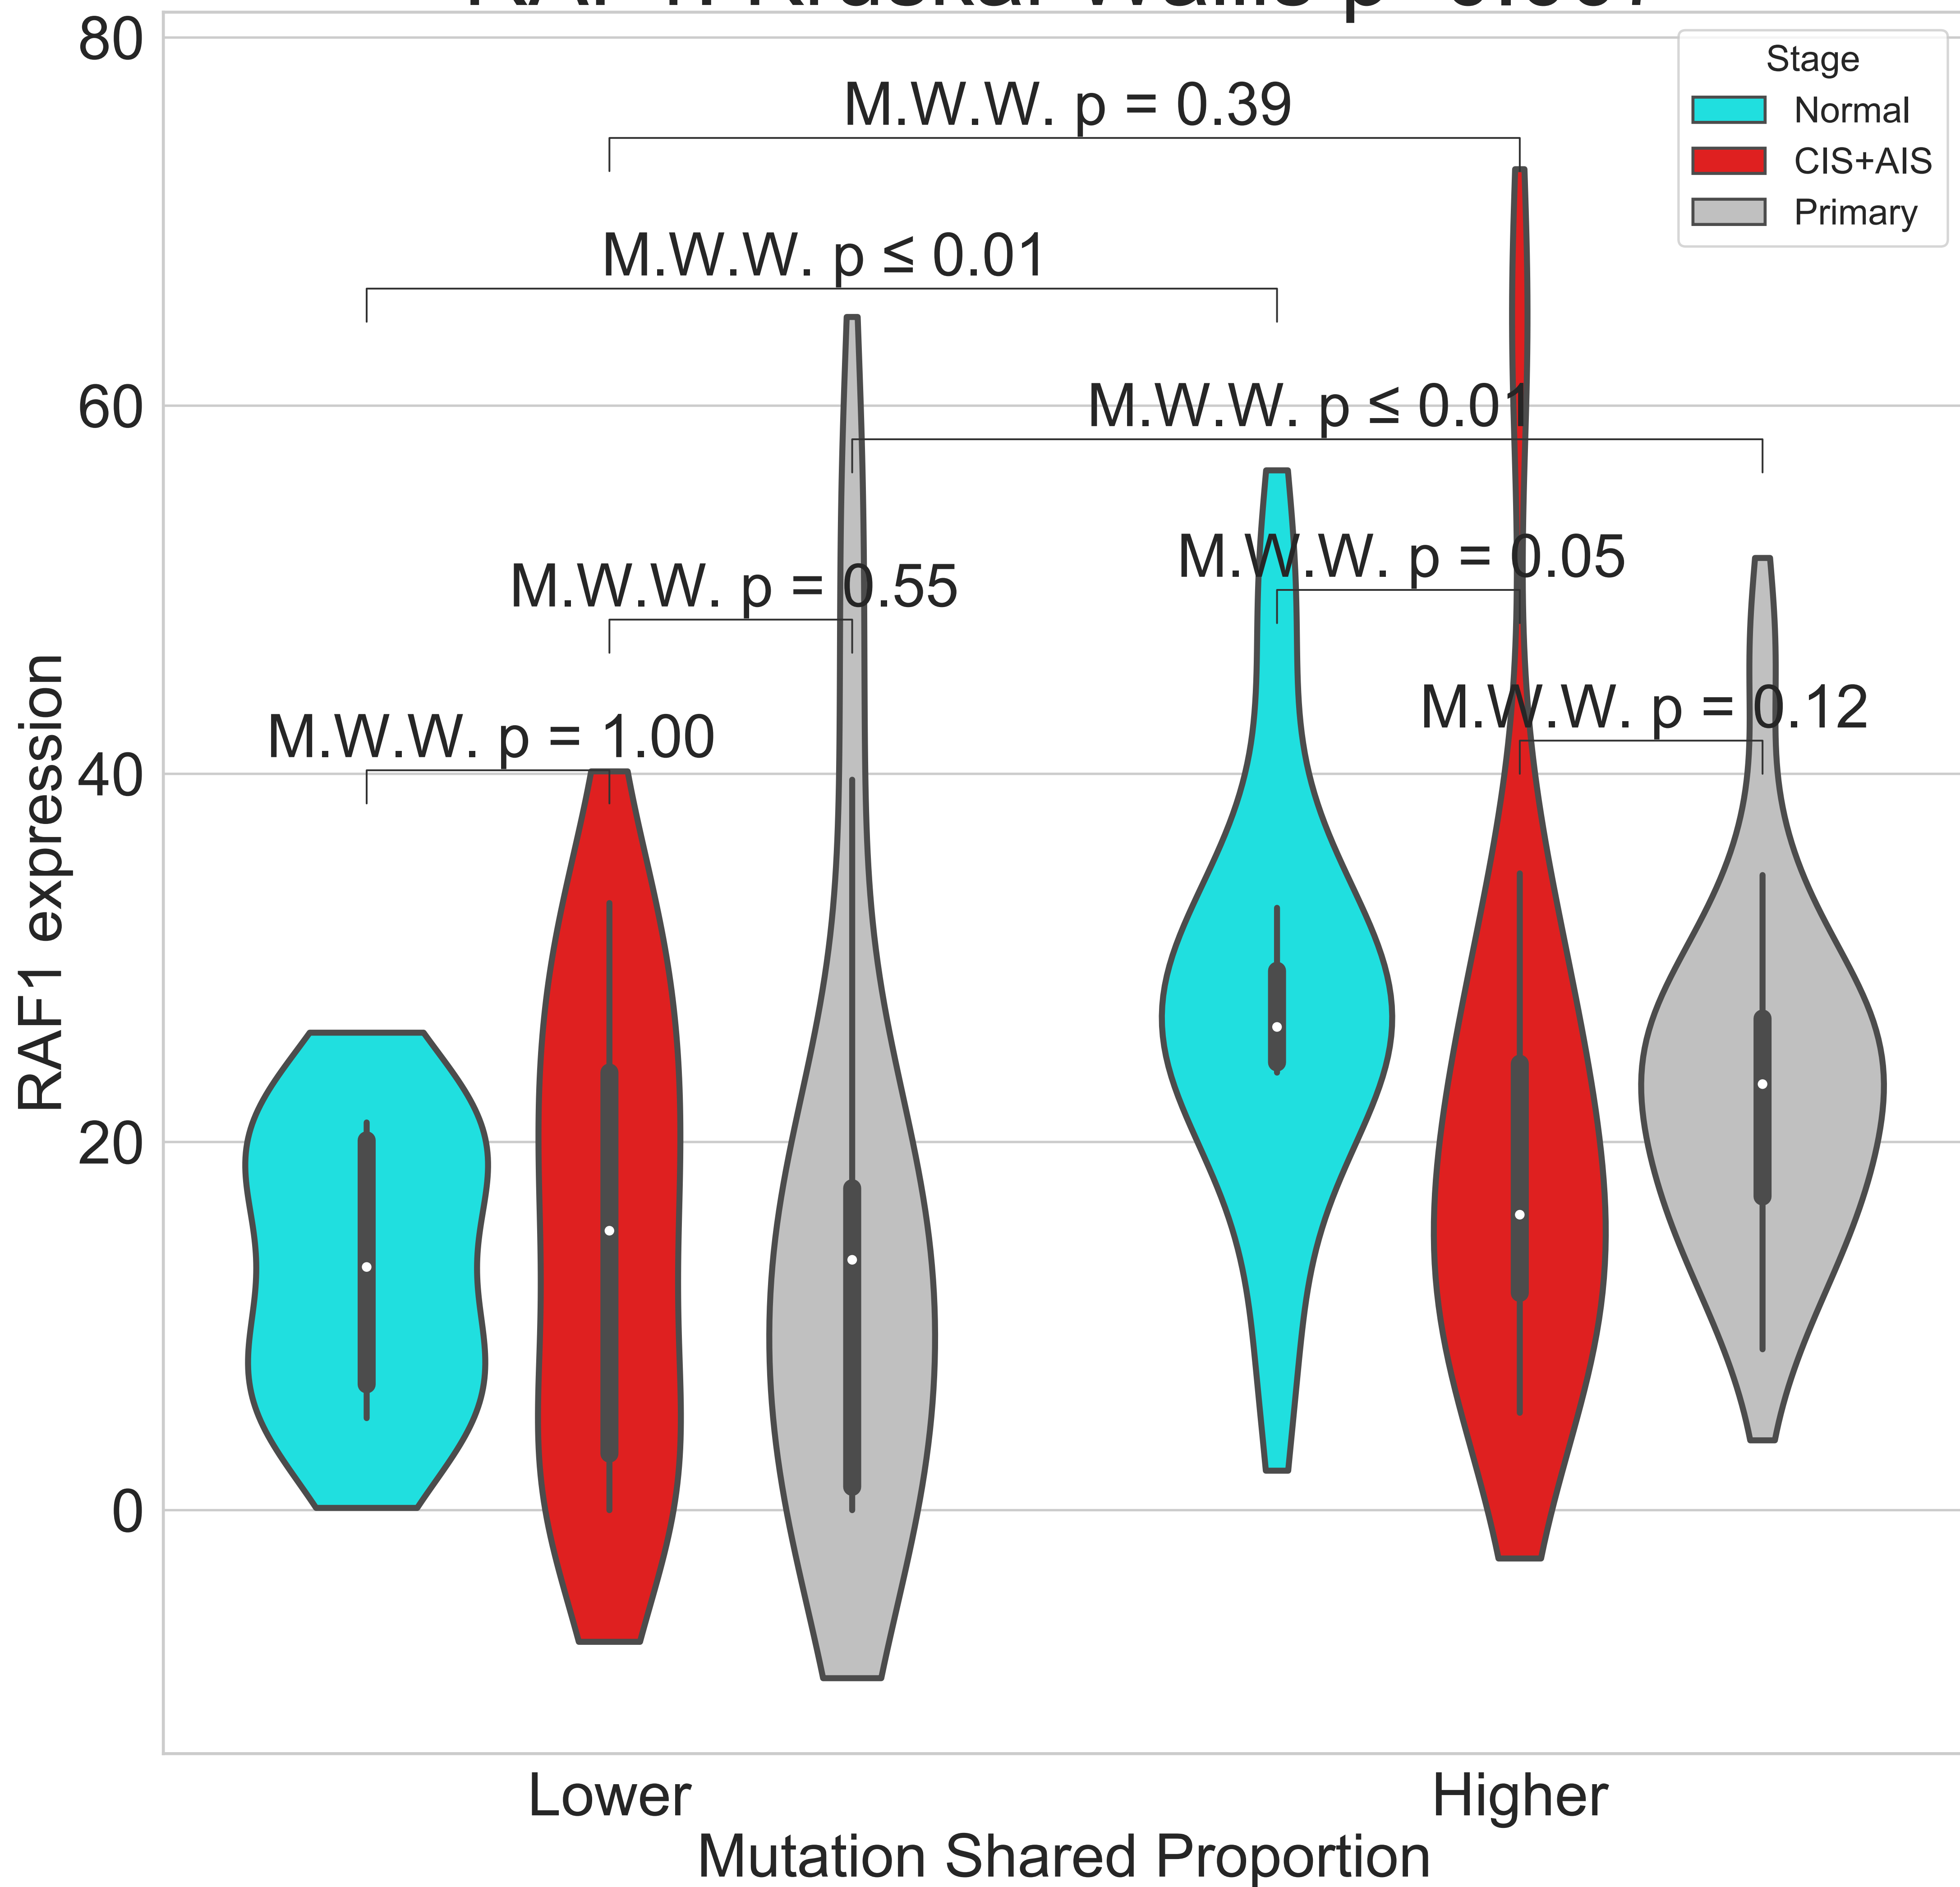 80
Stage
Normal
CIS+AIS
Primary
M.W.W. p = 0.39
M.W.W. p ≤ 0.01
60
M.W.W. p ≤ 0.01
M.W.W. p = 0.05
M.W.W. p = 0.55
M.W.W. p = 0.12
M.W.W. p = 1.00
40
RAF1 expression
20
0
Lower
Higher
Mutation Shared Proportion